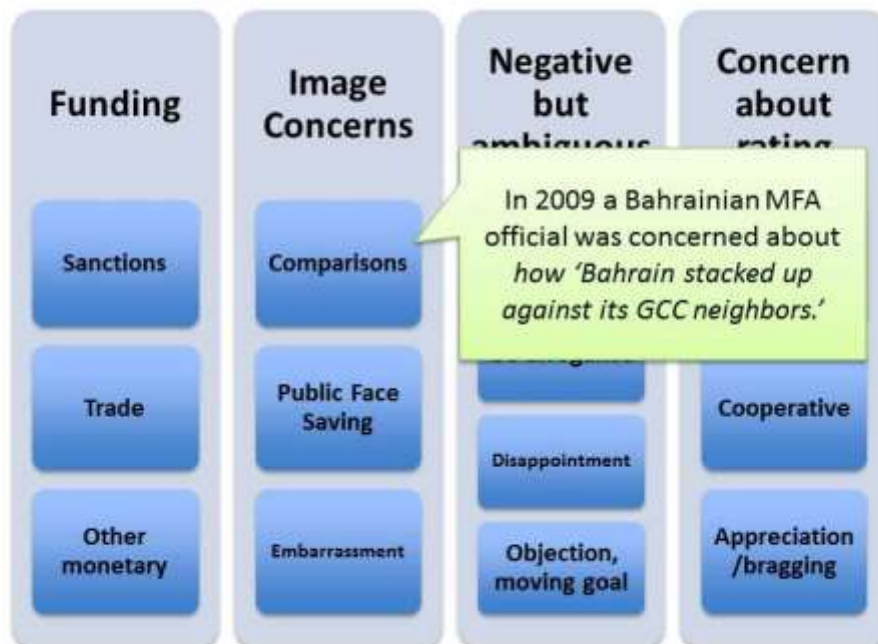 Funding
Sanctions
Trade
Other
monetary
Image
Concerns
Comparisons
Public Face
Saving
Embarrassment
Negative
but
ambiguous
Disappointment
Objection,
moving goal
Concern
about
rating
Cooperative
Appreciation
/bragging
In 2009 a Bahrainian MFA
official was concerned about
how ‘Bahrain stacked up
against its GCC neighbors.’